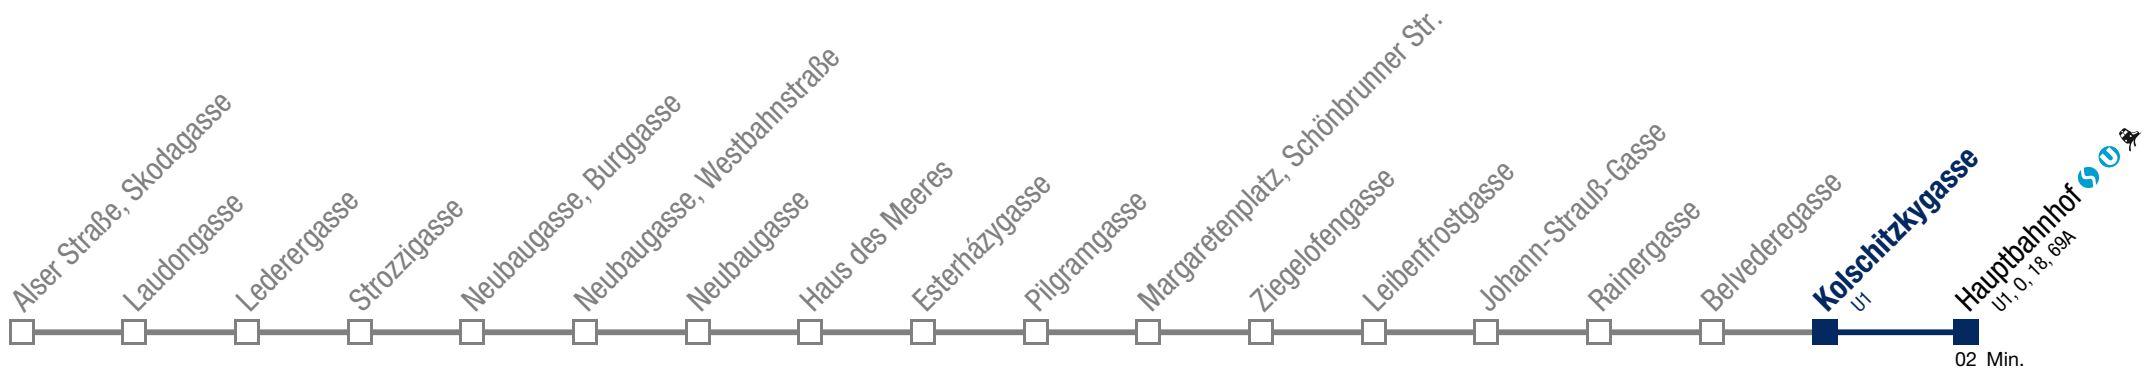 Alser Straße, Skodagasse
Laudongasse
Lederergasse
Strozzigasse
Neubaugasse, Burggasse
Neubaugasse, Westbahnstraße
Neubaugasse
Haus des Meeres
Esterházygasse
Pilgramgasse
Margaretenplatz, Schönbrunner Str.
Ziegelofengasse
Leibenfrostgasse
Johann-Strauß-Gasse
Rainergasse
Belvederegasse
Kolschitzkygasse
U1
Hauptbahnhof S U
U1, O, 18, 69A
02 Min.